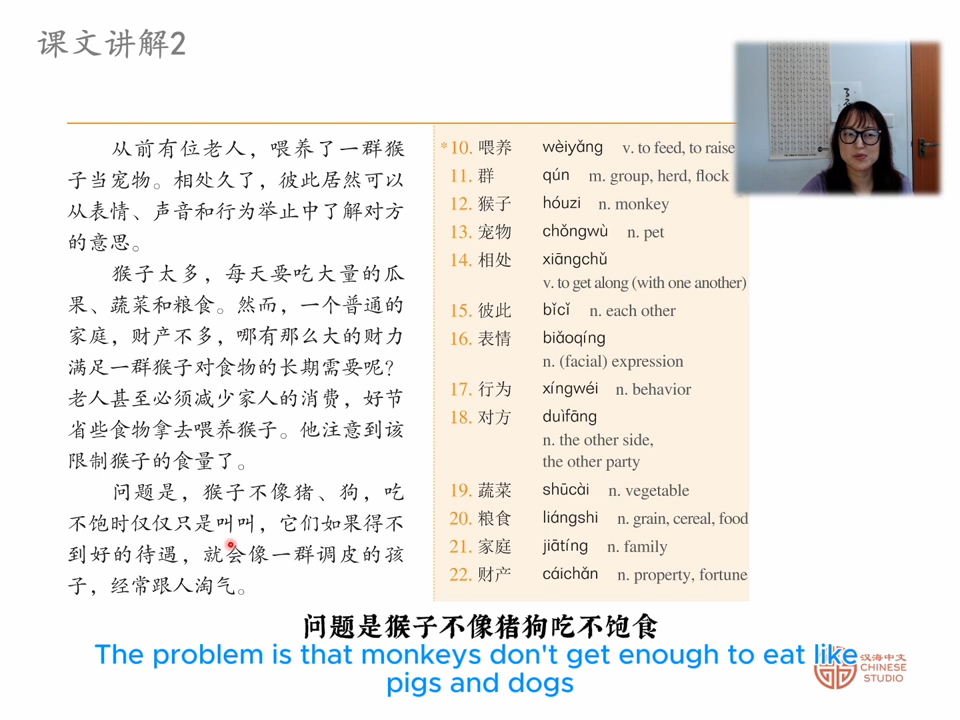 课文讲解2
从前有位老人，喂养了一群猴
子当宠物。相处久了，彼此居然可以
从表情、声音和行为举止中了解对方
的意思。
猴子太多，每天要吃大量的瓜
果、蔬菜和粮食。然而，一个普通的
家庭，财产不多，哪有那么大的财力
满足一群猴子对食物的长期需要呢？
老人甚至必须减少家人的消费，好节
省些食物拿去喂养猴子。他注意到该
限制猴子的食量了。
问题是，猴子不像猪、狗，吃
不饱时仅仅只是叫叫，它们如果得不
到好的待遇，就会像一群调皮的孩
子，经常跟人淘气。
*10. 喂养 wèiyǎng v. to feed, to raise
11. 群 qún m. group, herd, flock
12. 猴子 hóuzi n. monkey
13. 宠物 chǒngwù n. pet
14. 相处 xiāngchǔ
v. to get along (with one another)
15. 彼此 bǐcǐ n. each other
16. 表情 biǎoqíng
n. (facial) expression
17. 行为 xíngwéi n. behavior
18. 对方 duìfāng
n. the other side,
the other party
19. 蔬菜 shūcài n. vegetable
20. 粮食 liángshi n. grain, cereal, food
21. 家庭 jiātíng n. family
22. 财产 cáichǎn n. property, fortune
问题是猴子不像猪狗吃不饱食
The problem is that monkeys don't get enough to eat like
pigs and dogs
汉海中文
CHINESE
STUDIO